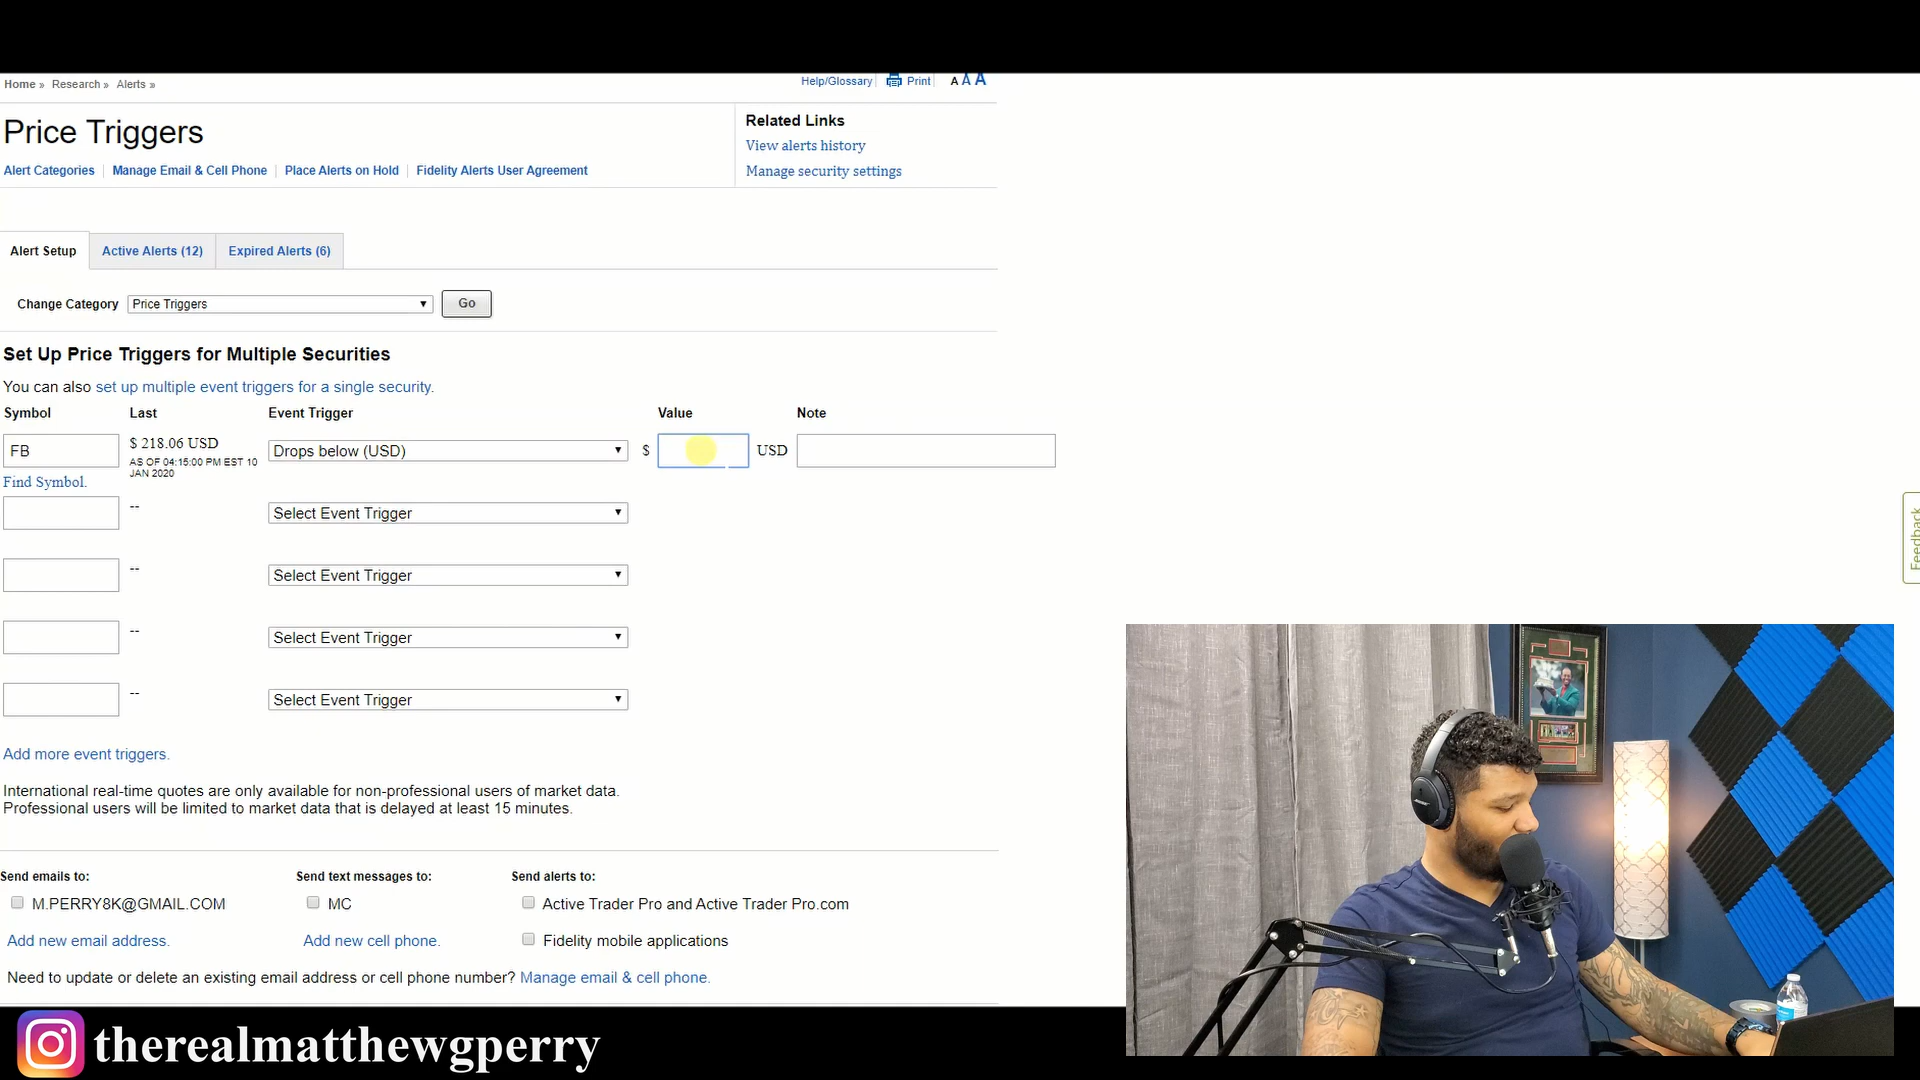 Home » Research » Alerts »
Help/Glossary Print A A A
Price Triggers
Alert Categories Manage Email & Cell Phone Place Alerts on Hold Fidelity Alerts User Agreement
Related Links
View alerts history
Manage security settings
Alert Setup Active Alerts (12) Expired Alerts (6)
Change Category Price Triggers Go
Set Up Price Triggers for Multiple Securities
You can also set up multiple event triggers for a single security.
Symbol Last Event Trigger Value Note
FB $ 218.06 USD Drops below (USD) $ USD
AS OF 04:15:00 PM EST 10
JAN 2020
Find Symbol.
-- Select Event Trigger
-- Select Event Trigger
-- Select Event Trigger
-- Select Event Trigger
Add more event triggers.
International real-time quotes are only available for non-professional users of market data.
Professional users will be limited to market data that is delayed at least 15 minutes.
Send emails to: Send text messages to: Send alerts to:
M.PERRY8K@GMAIL.COM MC Active Trader Pro and Active Trader Pro.com
Add new email address. Add new cell phone. Fidelity mobile applications
Need to update or delete an existing email address or cell phone number? Manage email & cell phone.
Feedback
therealmatthewgperry